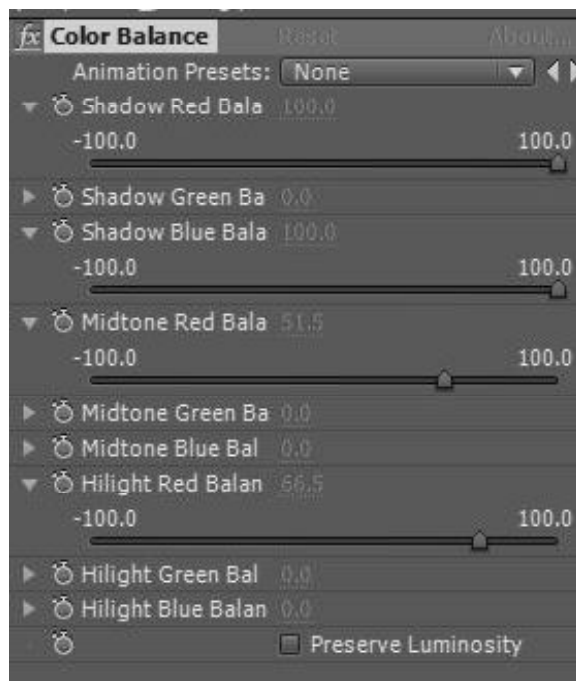 fx Color Balance Reset About...
Animation Presets: None
Shadow Red Bala 100.0
-100.0 100.0
Shadow Green Ba 0.0
Shadow Blue Bala 100.0
-100.0 100.0
Midtone Red Bala 51.5
-100.0 100.0
Midtone Green Ba 0.0
Midtone Blue Bal 0.0
Hilight Red Balan 66.5
-100.0 100.0
Hilight Green Bal 0.0
Hilight Blue Balan 0.0
Preserve Luminosity